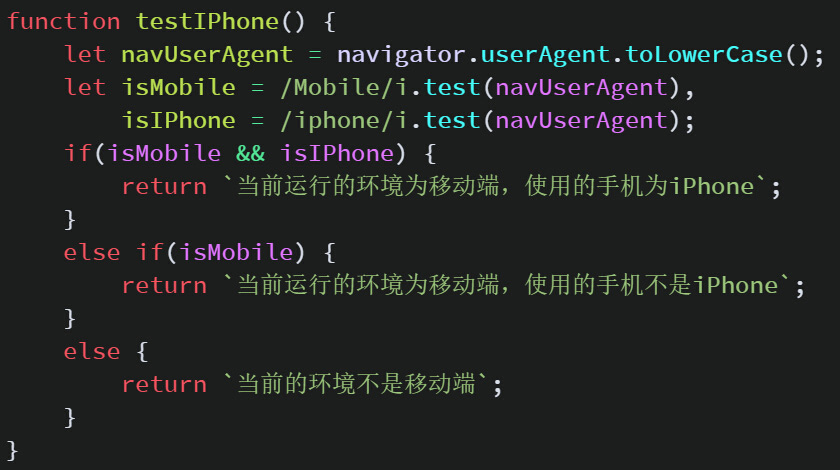 function testIPhone() {
    let navUserAgent = navigator.userAgent.toLowerCase();
    let isMobile = /Mobile/i.test(navUserAgent),
        isIPhone = /iphone/i.test(navUserAgent);
    if(isMobile && isIPhone) {
        return `当前运行的环境为移动端，使用的手机为iPhone`;
    }
    else if(isMobile) {
        return `当前运行的环境为移动端，使用的手机不是iPhone`;
    }
    else {
        return `当前的环境不是移动端`;
    }
}